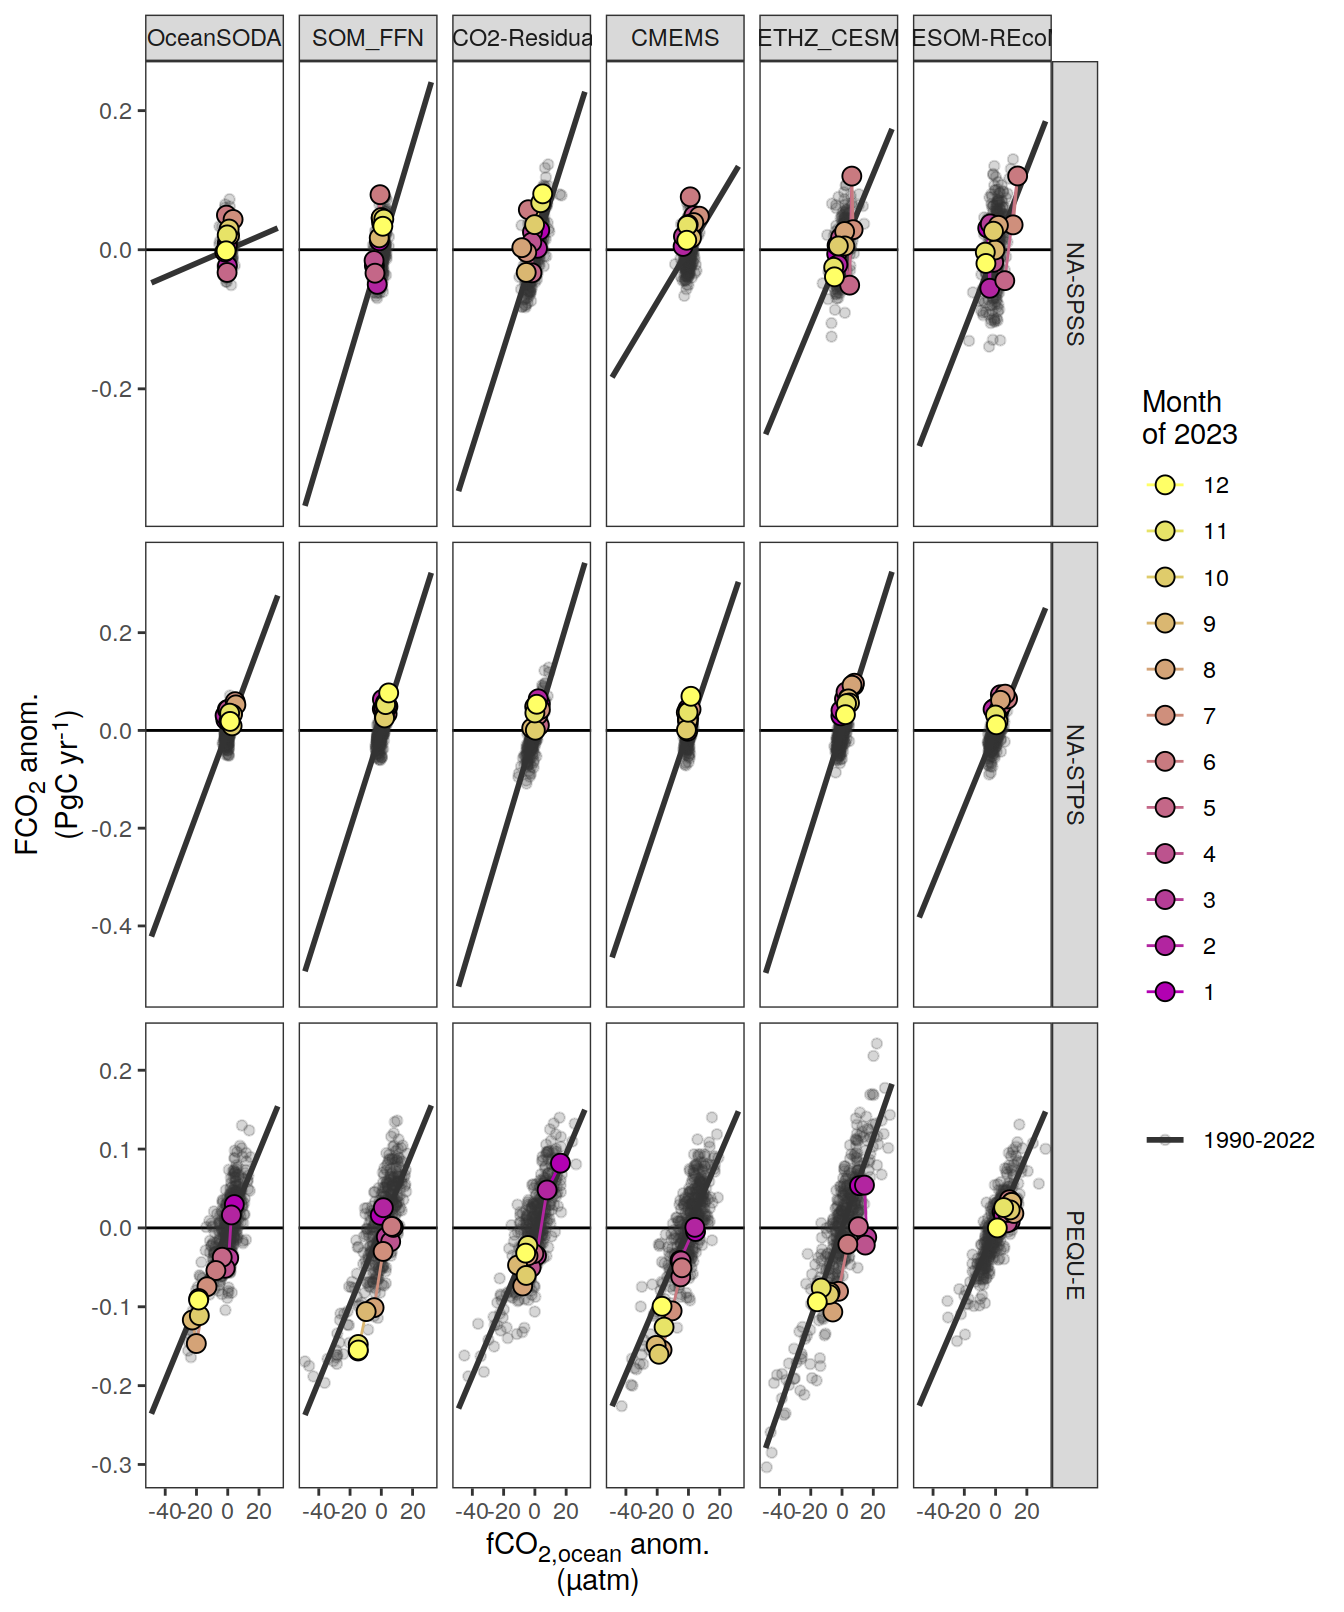 OceanSODA SOM_FFN CO2-Residua CMEMS ETHZ_CESM ESOM-REcol
0.2
0.0
-0.2
NA-SPSS
0.2
0.0
-0.2
-0.4
NA-STPS
0.2
0.1
0.0
-0.1
-0.2
-0.3
PEQU-E
-40 -20 0 20 -40 -20 0 20 -40 -20 0 20 -40 -20 0 20 -40 -20 0 20 -40 -20 0 20
fCO2,ocean anom.
(µatm)
FCO2 anom.
(PgC yr-1)
Month
of 2023
12
11
10
9
8
7
6
5
4
3
2
1
1990-2022